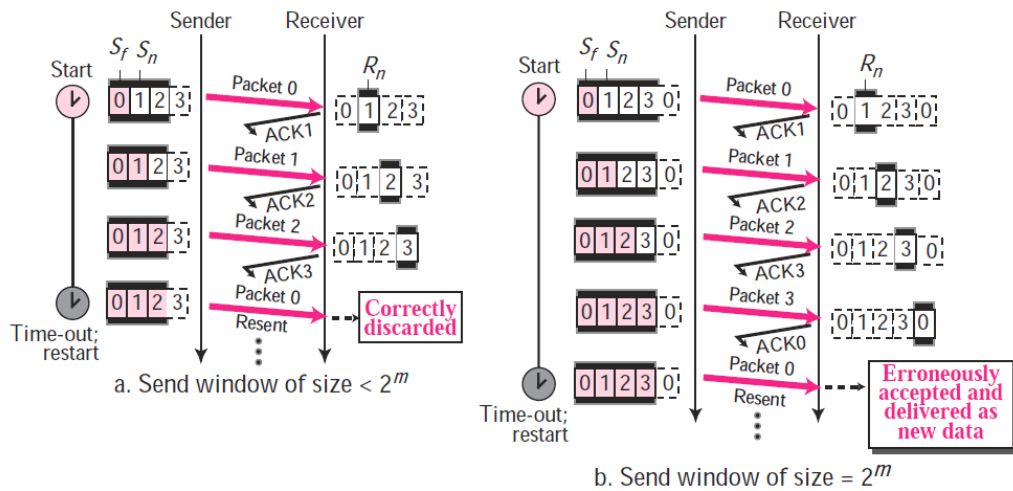 Sender Receiver
Sf Sn
Start
0 1 2 3
Packet 0
Rn
0 1 2 3
ACK1
0 1 2 3
Packet 1
0 1 2 3
ACK2
0 1 2 3
Packet 2
0 1 2 3
ACK3
0 1 2 3
Packet 0
Resent
Correctly
discarded
Time-out;
restart
a. Send window of size < 2^m
Sender Receiver
Sf Sn
Start
0 1 2 3 0
Packet 0
Rn
0 1 2 3 0
ACK1
0 1 2 3 0
Packet 1
0 1 2 3 0
ACK2
0 1 2 3 0
Packet 2
0 1 2 3 0
ACK3
0 1 2 3 0
Packet 3
0 1 2 3 0
ACK0
0 1 2 3 0
Packet 0
Resent
Erroneously
accepted and
delivered as
new data
Time-out;
restart
b. Send window of size = 2^m